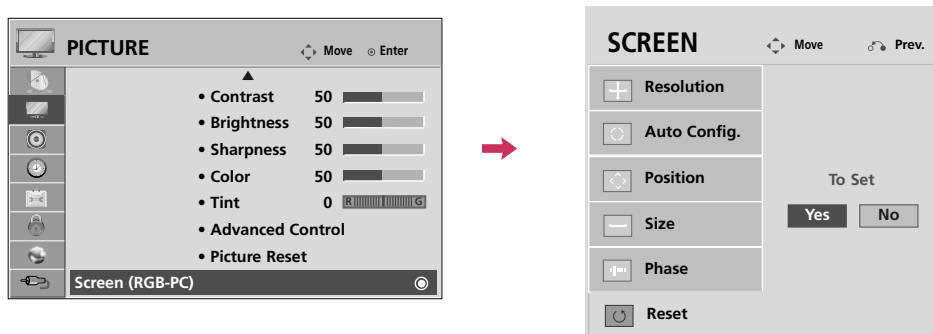 PICTURE
Move Enter
• Contrast 50
• Brightness 50
• Sharpness 50
• Color 50
• Tint 0 R G
• Advanced Control
• Picture Reset
Screen (RGB-PC)
SCREEN
Move Prev.
Resolution
Auto Config.
Position
Size
Phase
Reset
To Set
Yes No